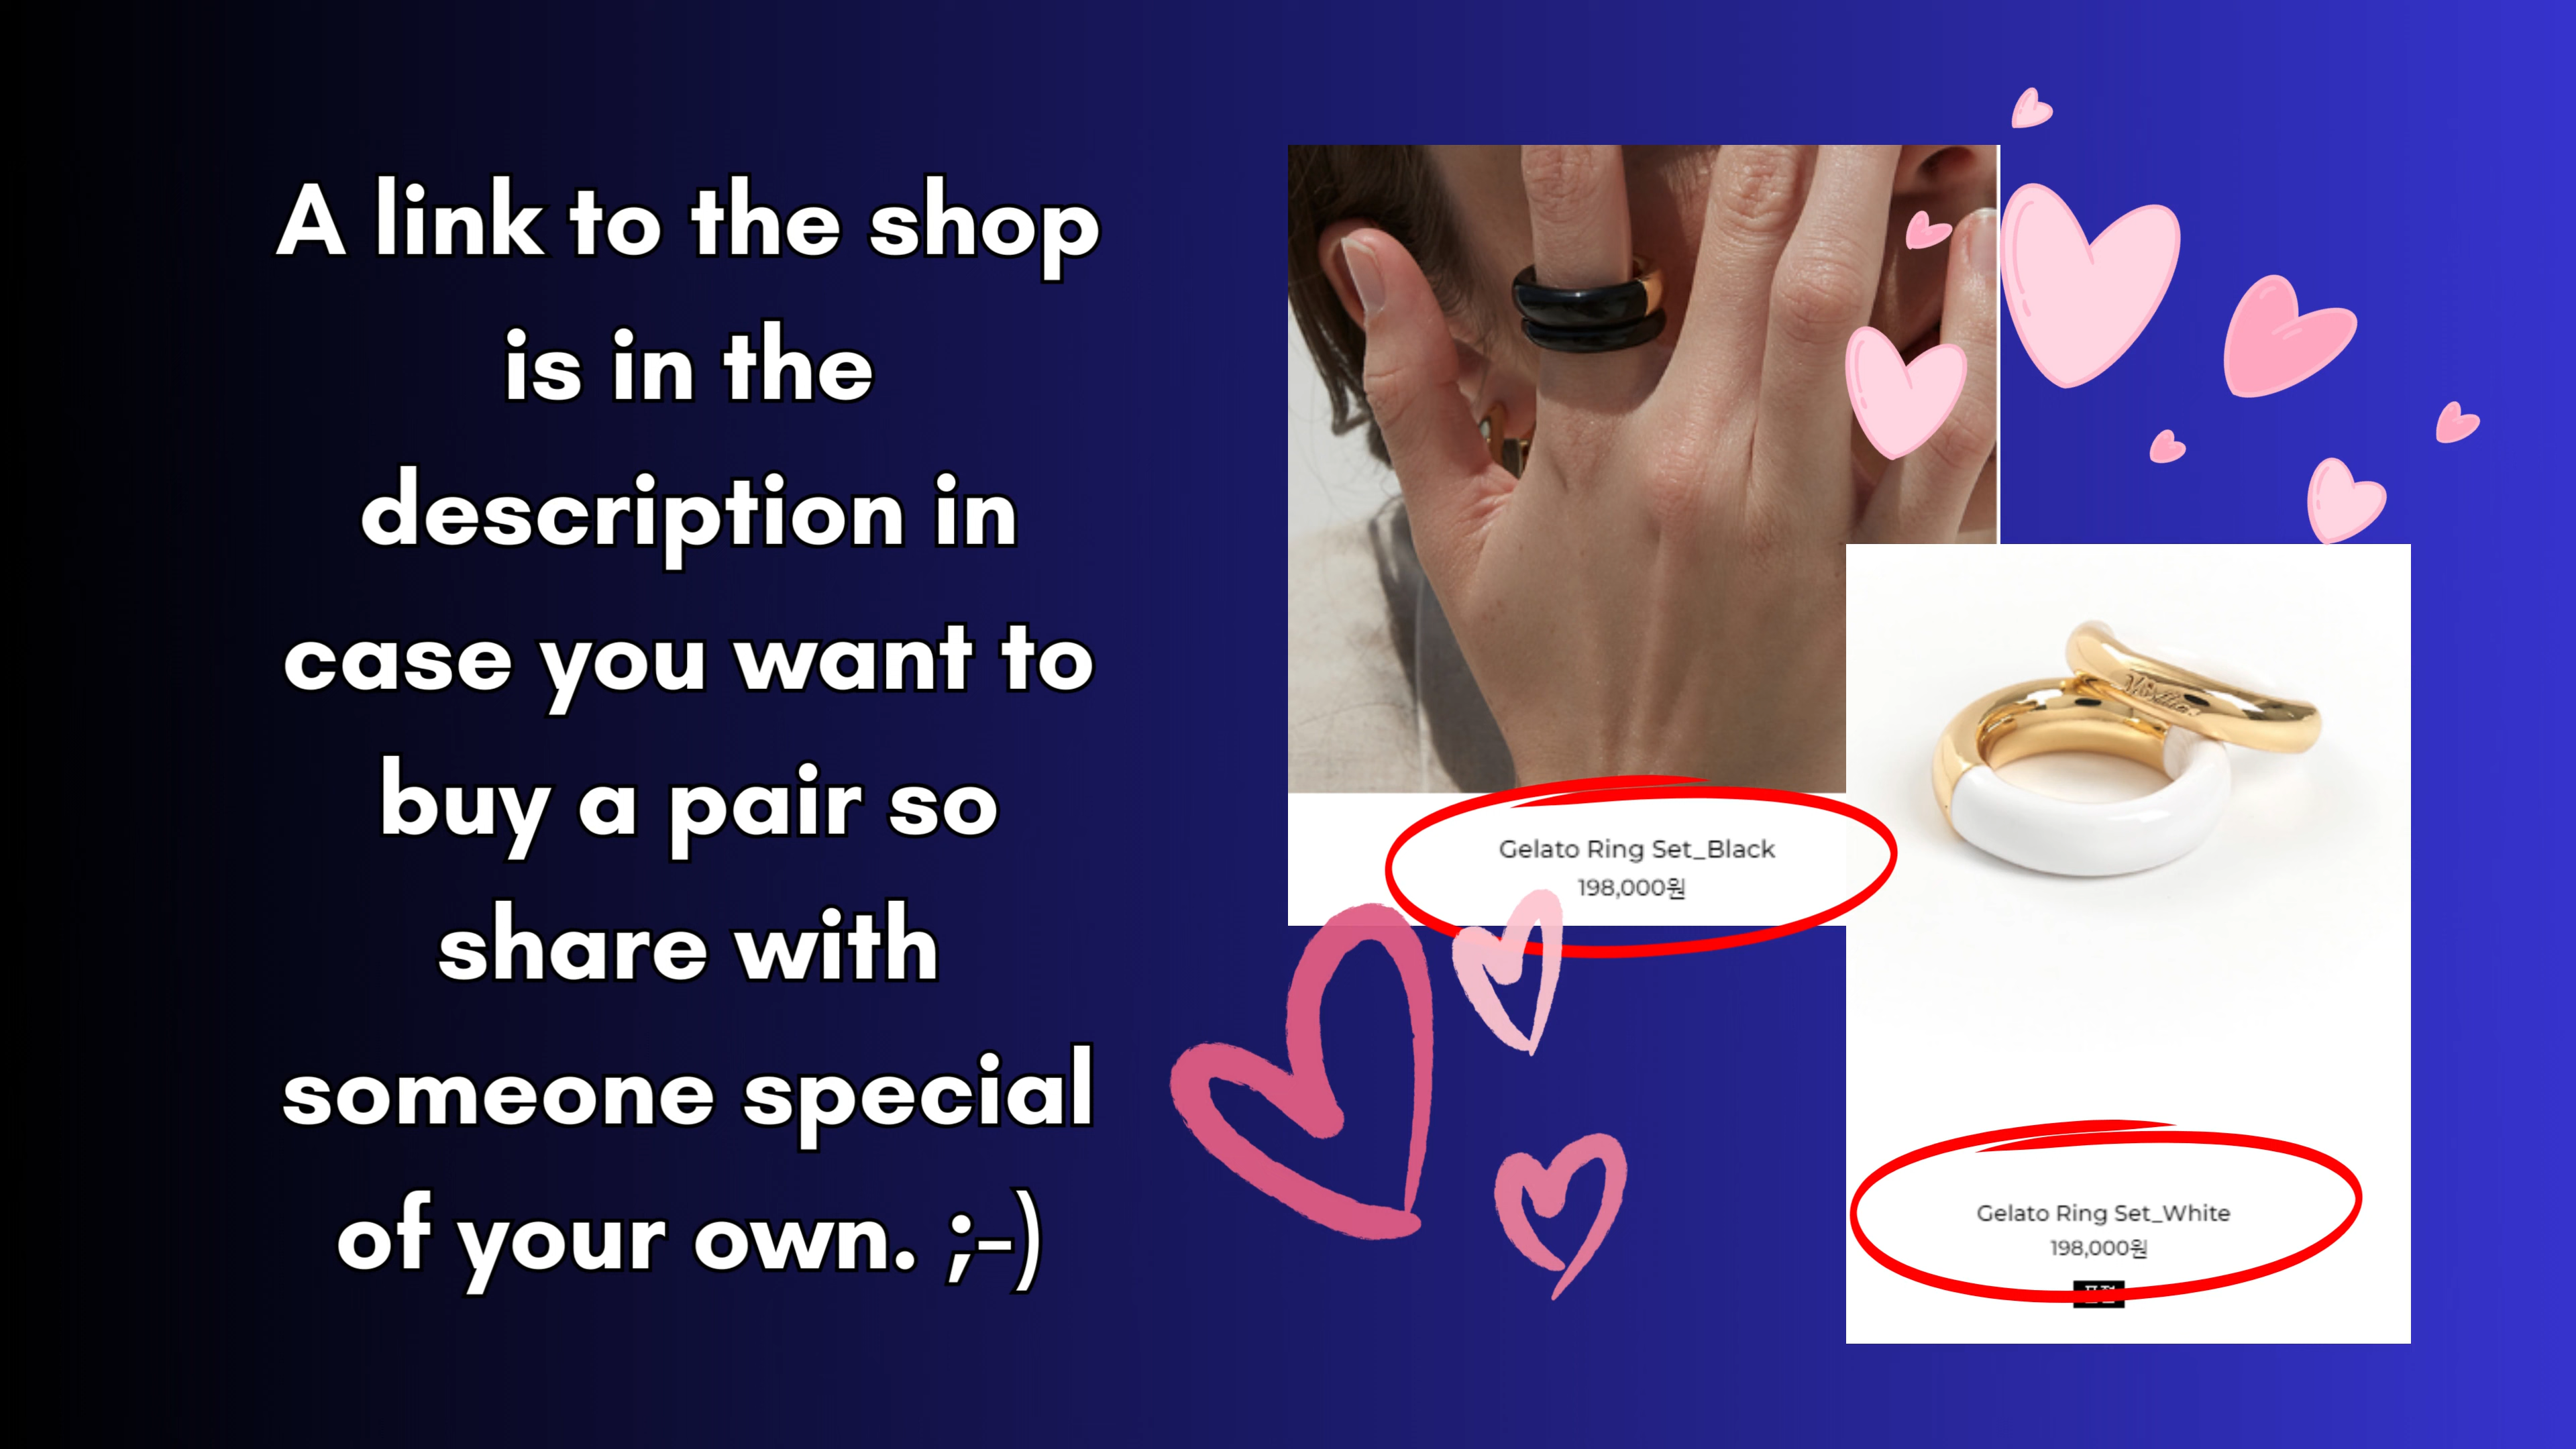 A link to the shop
is in the
description in
case you want to
buy a pair so
share with
someone special
of your own. ;-)
Gelato Ring Set_Black
198,000원
Gelato Ring Set_White
198,000원